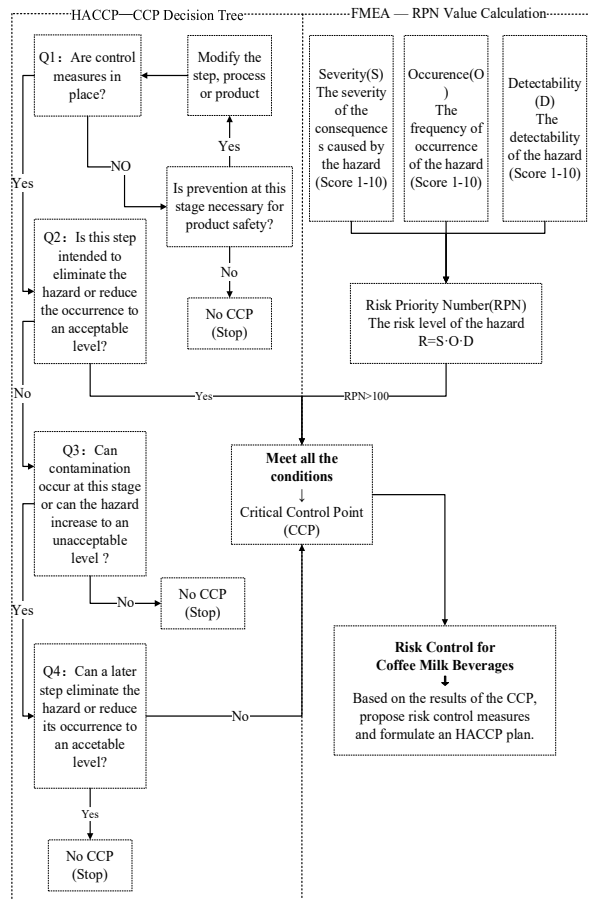 HACCP—CCP Decision Tree
FMEA — RPN Value Calculation
Q1：Are control
measures in
place?
Modify the
step, process
or product
Yes
NO
Yes
Is prevention at this
stage necessary for
product safety?
No
No CCP
(Stop)
Q2：Is this step
intended to
eliminate the
hazard or reduce
the occurrence to
an acceptable
level?
No
Yes
Q3：Can
contamination
occur at this stage
or can the hazard
increase to an
unacceptable
level ?
No
No CCP
(Stop)
Yes
Q4：Can a later
step eliminate the
hazard or reduce
its occurrence to
an accetable
level?
No
Yes
No CCP
(Stop)
Severity(S)
The severity
of the
consequence
s caused by
the hazard
(Score 1-10)
Occurence(O
)
The
frequency of
occurrence
of the hazard
(Score 1-10)
Detectability
(D)
The
detectability
of the hazard
(Score 1-10)
Risk Priority Number(RPN)
The risk level of the hazard
R=S·O·D
RPN>100
Meet all the
conditions
↓
Critical Control Point
(CCP)
Risk Control for
Coffee Milk Beverages
Based on the results of the CCP,
propose risk control measures
and formulate an HACCP plan.